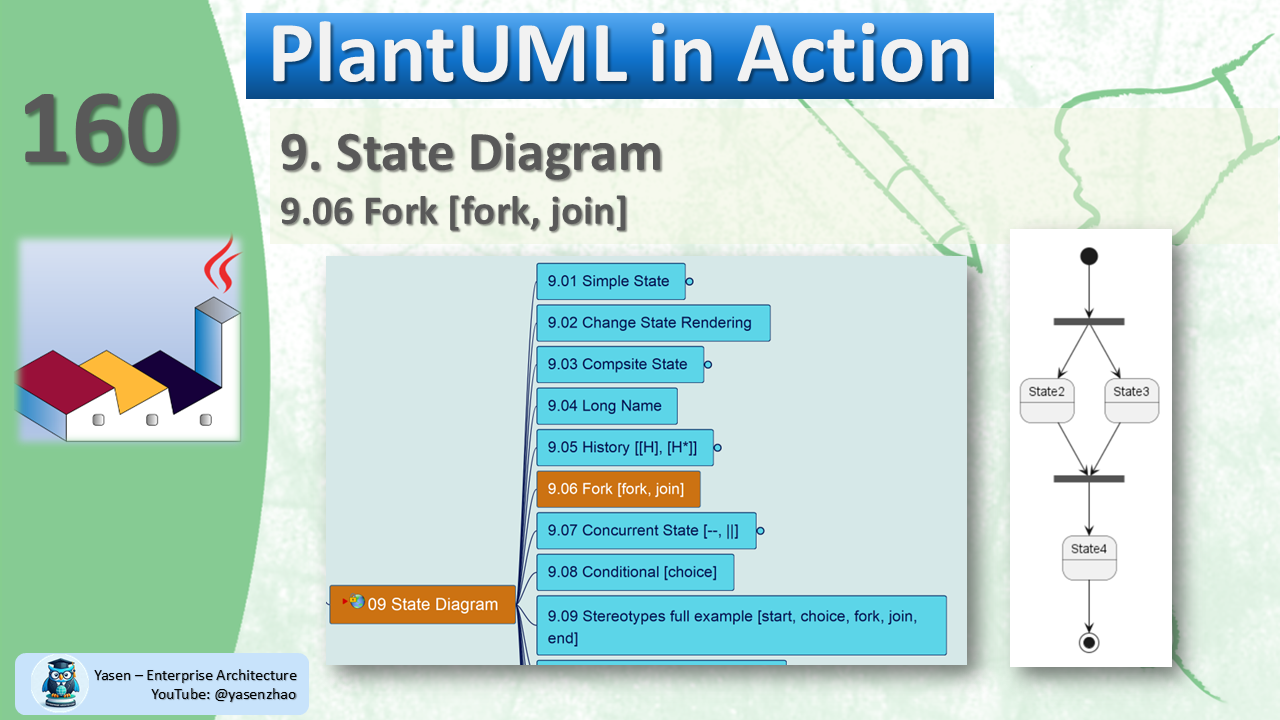 PlantUML in Action
160
9. State Diagram
9.06 Fork [fork, join]
9.01 Simple State
9.02 Change State Rendering
9.03 Compsite State
9.04 Long Name
9.05 History [[H], [H*]]
9.06 Fork [fork, join]
9.07 Concurrent State [--, ||]
9.08 Conditional [choice]
09 State Diagram
9.09 Stereotypes full example [start, choice, fork, join,
end]
State2
State3
State4
Yasen – Enterprise Architecture
YouTube: @yasenzhao